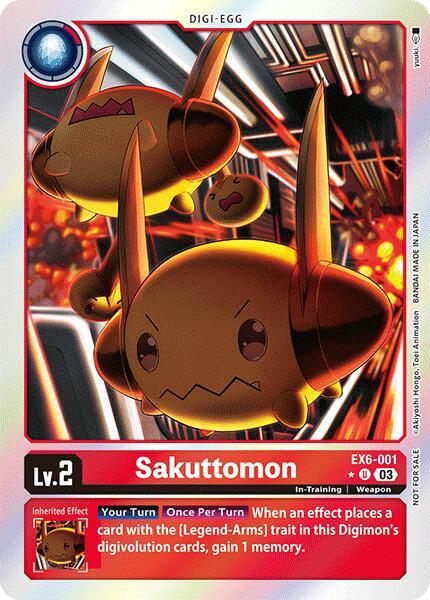 DIGI-EGG
yuuki
©Akiyoshi Hongo, Toei Animation BANDAI MADE IN JAPAN
NOT FOR SALE
Lv.2
Sakuttomon
EX6-001
U 03
In-Training | Weapon
Inherited Effect
Your Turn Once Per Turn When an effect places a
card with the [Legend-Arms] trait in this Digimon's
digivolution cards, gain 1 memory.